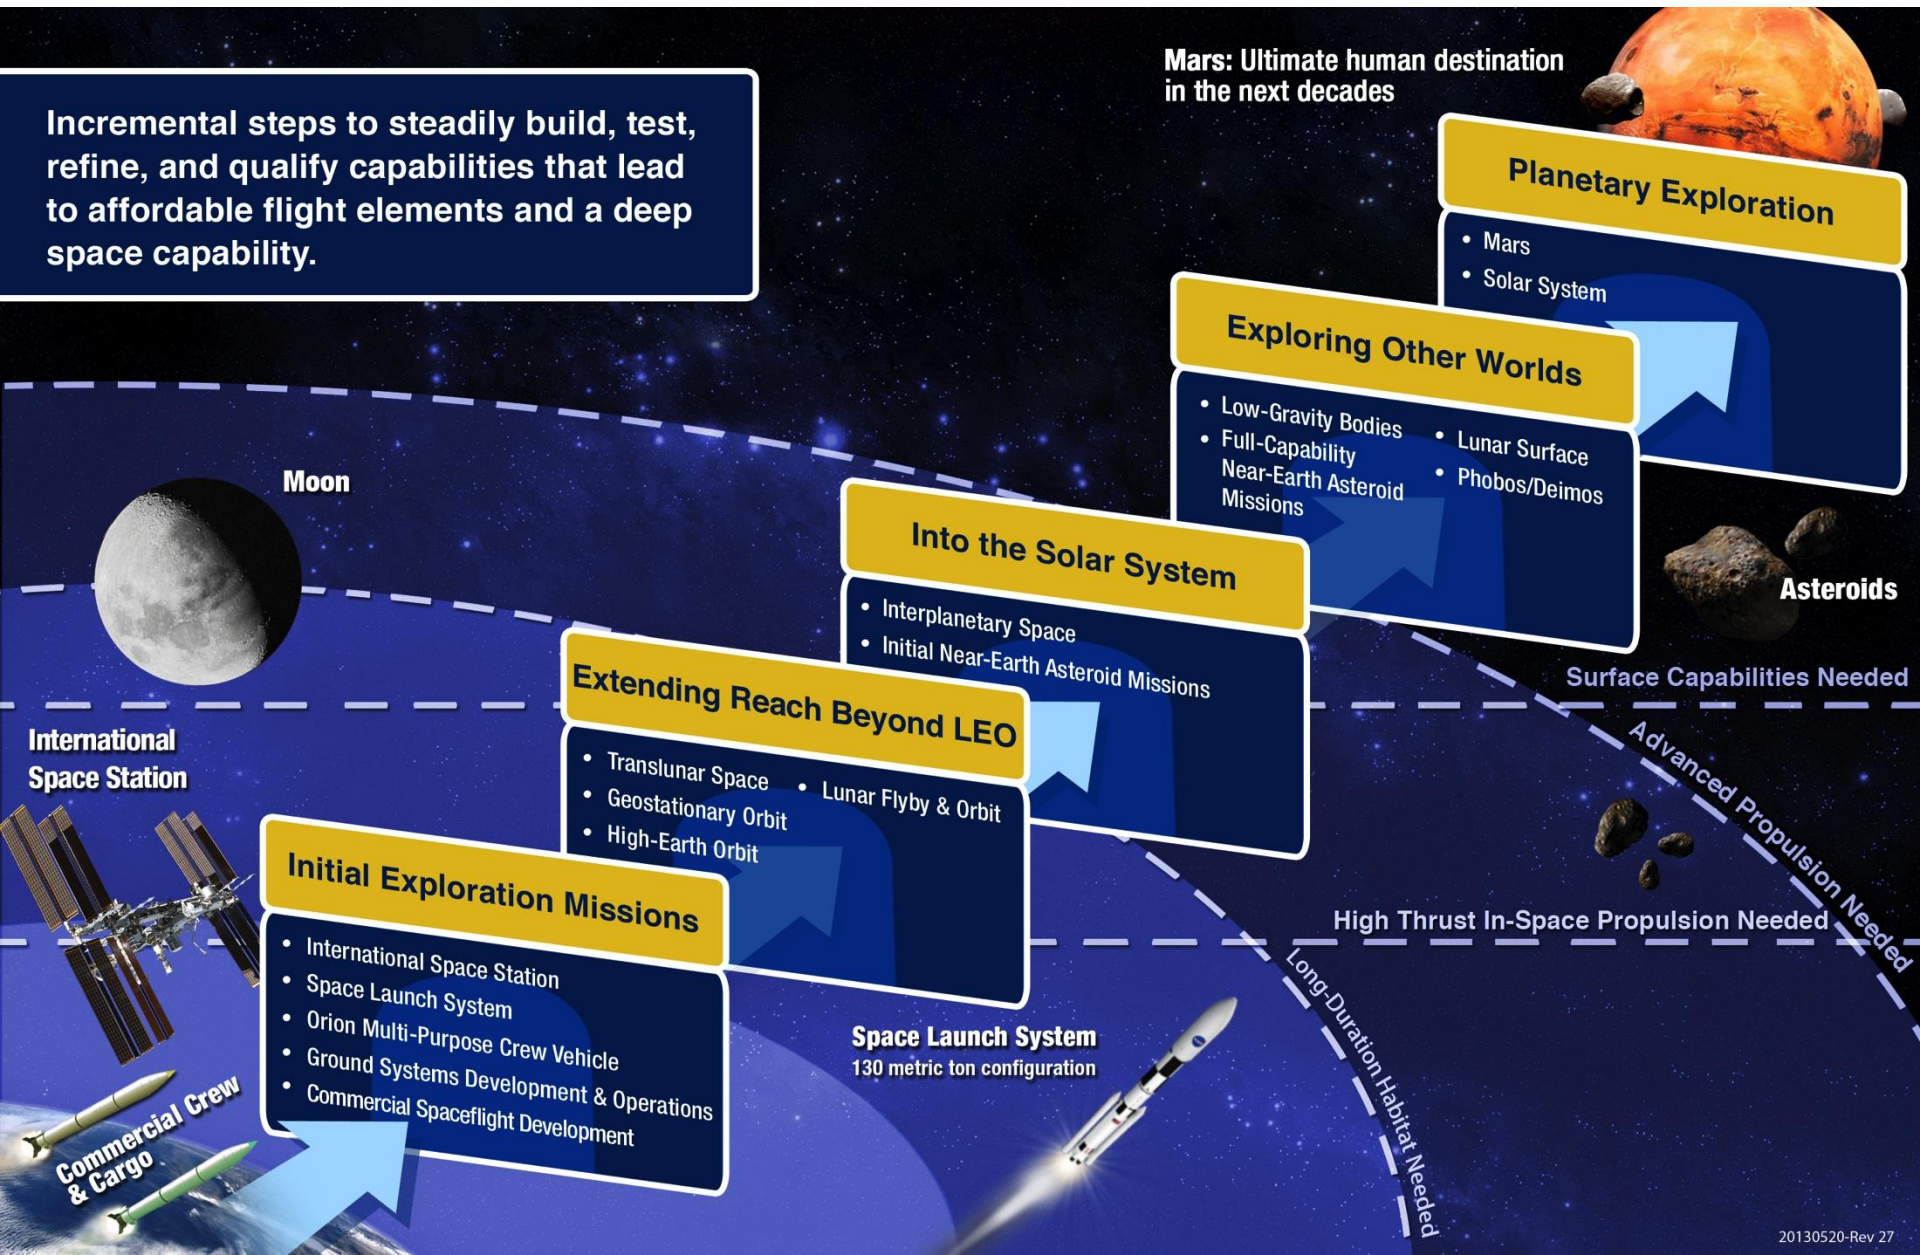 Mars: Ultimate human destination
in the next decades
Incremental steps to steadily build, test,
refine, and qualify capabilities that lead
to affordable flight elements and a deep
space capability.
Planetary Exploration
• Mars
• Solar System
Exploring Other Worlds
• Low-Gravity Bodies
• Full-Capability
Near-Earth Asteroid
Missions
• Lunar Surface
• Phobos/Deimos
Moon
Into the Solar System
• Interplanetary Space
• Initial Near-Earth Asteroid Missions
Asteroids
Surface Capabilities Needed
Extending Reach Beyond LEO
• Translunar Space
• Geostationary Orbit
• High-Earth Orbit
• Lunar Flyby & Orbit
International
Space Station
Advanced Propulsion Needed
High Thrust In-Space Propulsion Needed
Initial Exploration Missions
• International Space Station
• Space Launch System
• Orion Multi-Purpose Crew Vehicle
• Ground Systems Development & Operations
• Commercial Spaceflight Development
Long-Duration Habitat Needed
Space Launch System
130 metric ton configuration
Commercial Crew
& Cargo
20130520-Rev 27